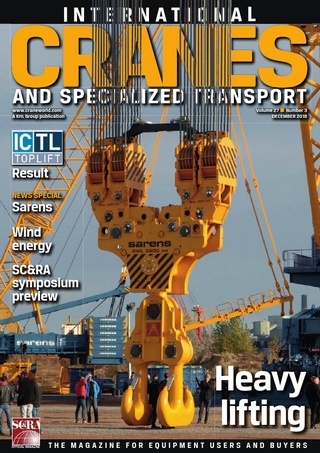 INTERNATIONAL
CRANES
AND SPECIALIZED TRANSPORT
www.craneworld.com
A KHL Group publication
Volume 27 ■ Number 3
DECEMBER 2016
ICTL
TOPLIFT
Result
NEWS SPECIAL
Sarens
Wind
energy
SC&RA
symposium
preview
sarens
sarens
Heavy
lifting
SC&RA
THE MAGAZINE FOR EQUIPMENT USERS AND BUYERS